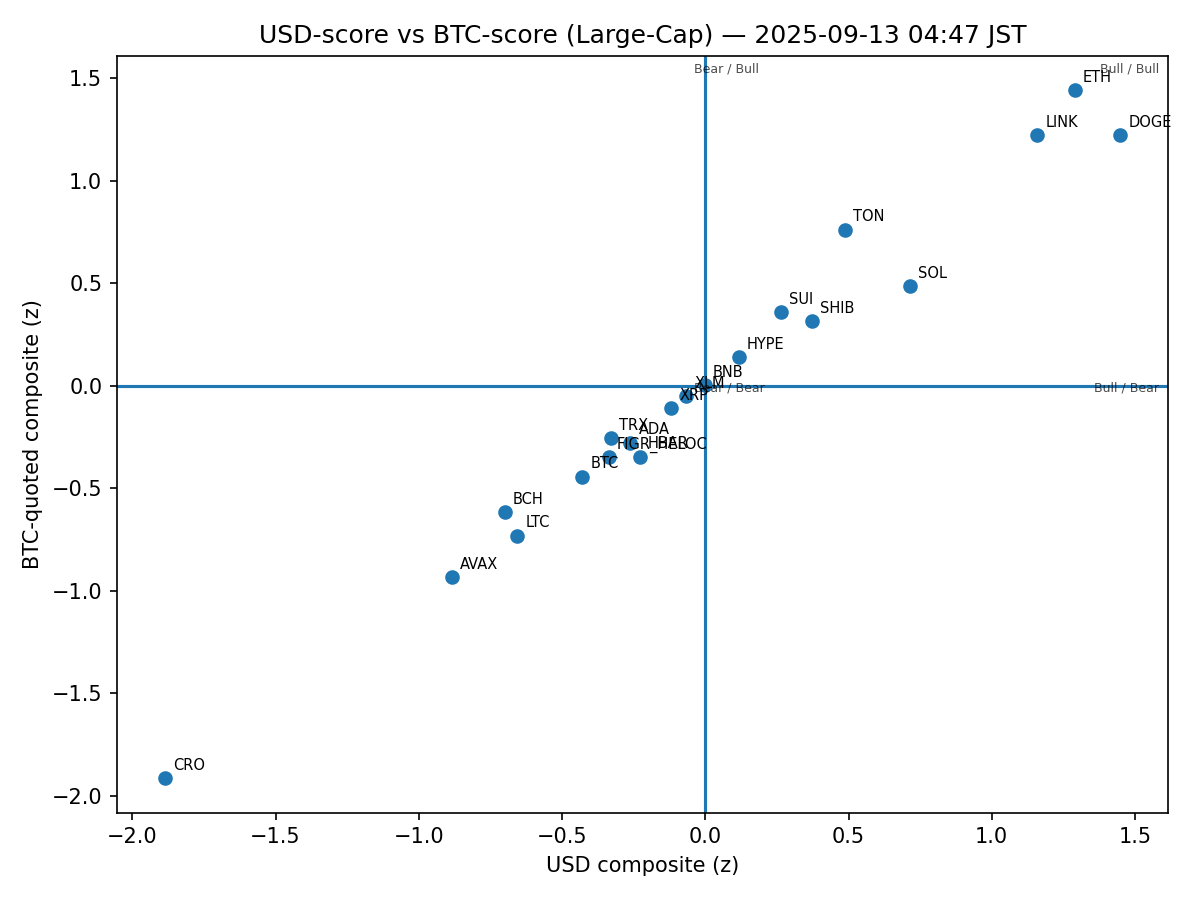 USD-score vs BTC-score (Large-Cap) — 2025-09-13 04:47 JST
Bear / Bull
Bull / Bull
ETH
LINK
DOGE
TON
SOL
SUI
SHIB
HYPE
BNB
XLM
XRP
Bear / Bear
Bull / Bear
TRX
ADA
FIGR_HELOC
HBAR
BTC
BCH
LTC
AVAX
CRO
1.5
1.0
0.5
0.0
−0.5
−1.0
−1.5
−2.0
BTC-quoted composite (z)
−2.0 −1.5 −1.0 −0.5 0.0 0.5 1.0 1.5
USD composite (z)